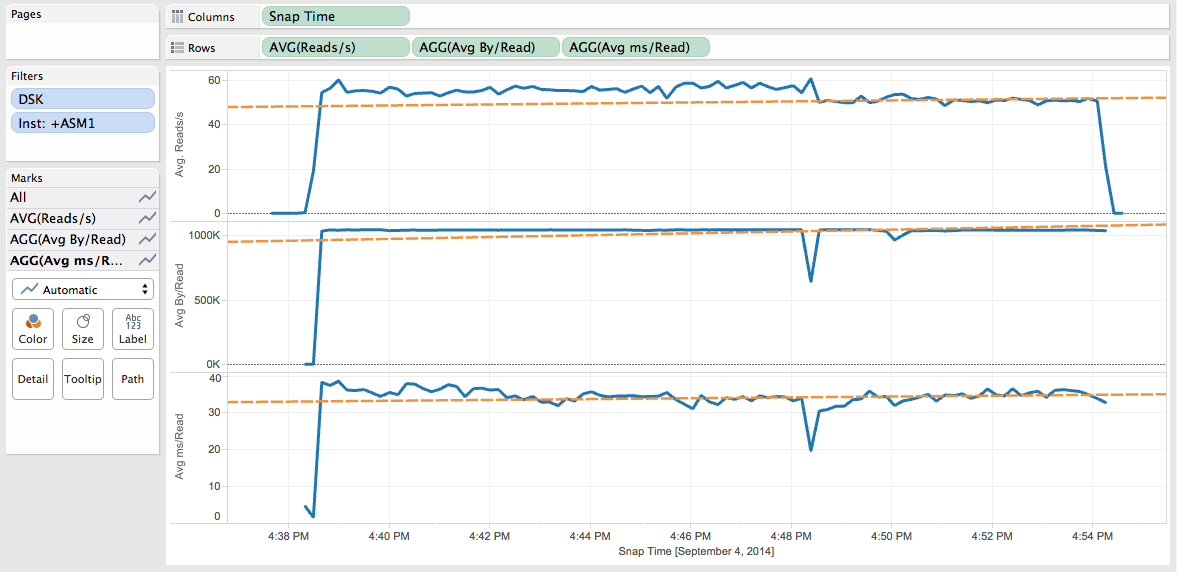 Pages
Columns
Snap Time
Rows
AVG(Reads/s)
AGG(Avg By/Read)
AGG(Avg ms/Read)
Filters
DSK
Inst: +ASM1
Marks
All
AVG(Reads/s)
AGG(Avg By/Read)
AGG(Avg ms/R...
Automatic
Color
Size
Abc
123
Label
Detail
Tooltip
Path
Avg. Reads/s
60
40
20
0
Avg By/Read
1000K
500K
0K
Avg ms/Read
40
30
20
10
0
4:38 PM
4:40 PM
4:42 PM
4:44 PM
4:46 PM
4:48 PM
4:50 PM
4:52 PM
4:54 PM
Snap Time [September 4, 2014]